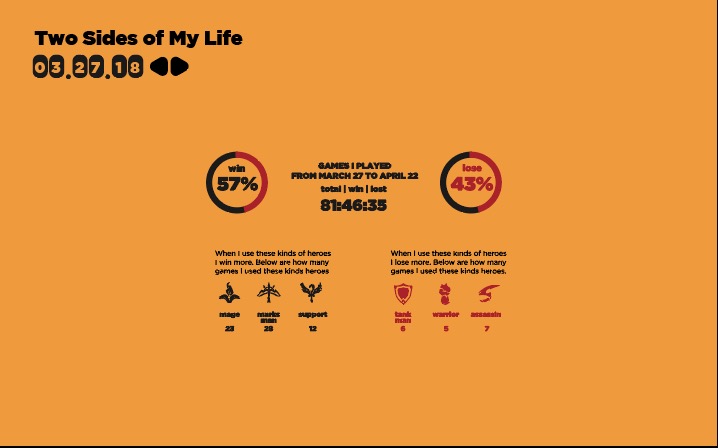 Two Sides of My Life
03.27.18
win
57%
GAMES I PLAYED
FROM MARCH 27 TO APRIL 22
total | win | lost
81:46:35
lose
43%
When I use these kinds of heroes
I win more. Below are how many
games I used these kinds heroes
mage
marks
man
support
23
28
12
When I use these kinds of heroes
I lose more. Below are how many
games I used these kinds heroes.
tank
man
warrior
assassin
6
5
7